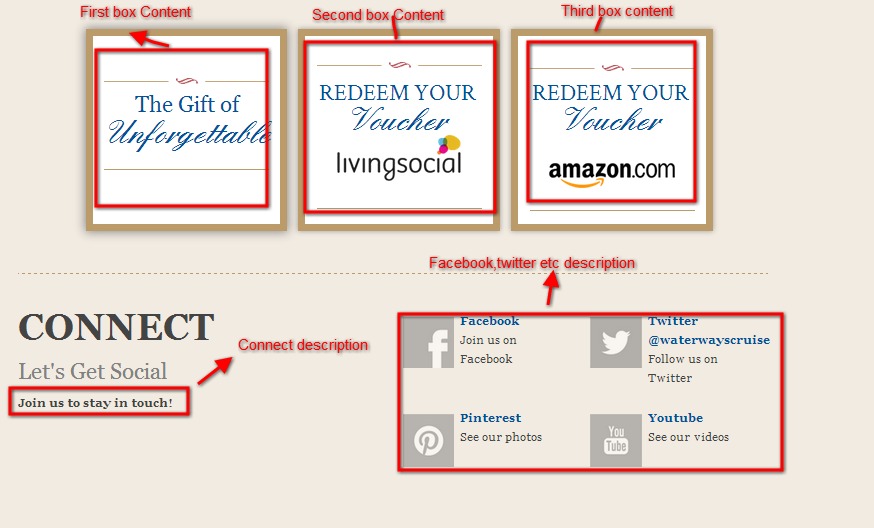 First box Content
Second box Content
Third box content
The Gift of
Unforgettable
REDEEM YOUR
Voucher
livingsocial
REDEEM YOUR
Voucher
amazon.com
Facebook,twitter etc description
CONNECT
Let's Get Social
Join us to stay in touch!
Connect description
Facebook
Join us on
Facebook
Twitter
@waterwayscruise
Follow us on
Twitter
Pinterest
See our photos
You
Tube
Youtube
See our videos